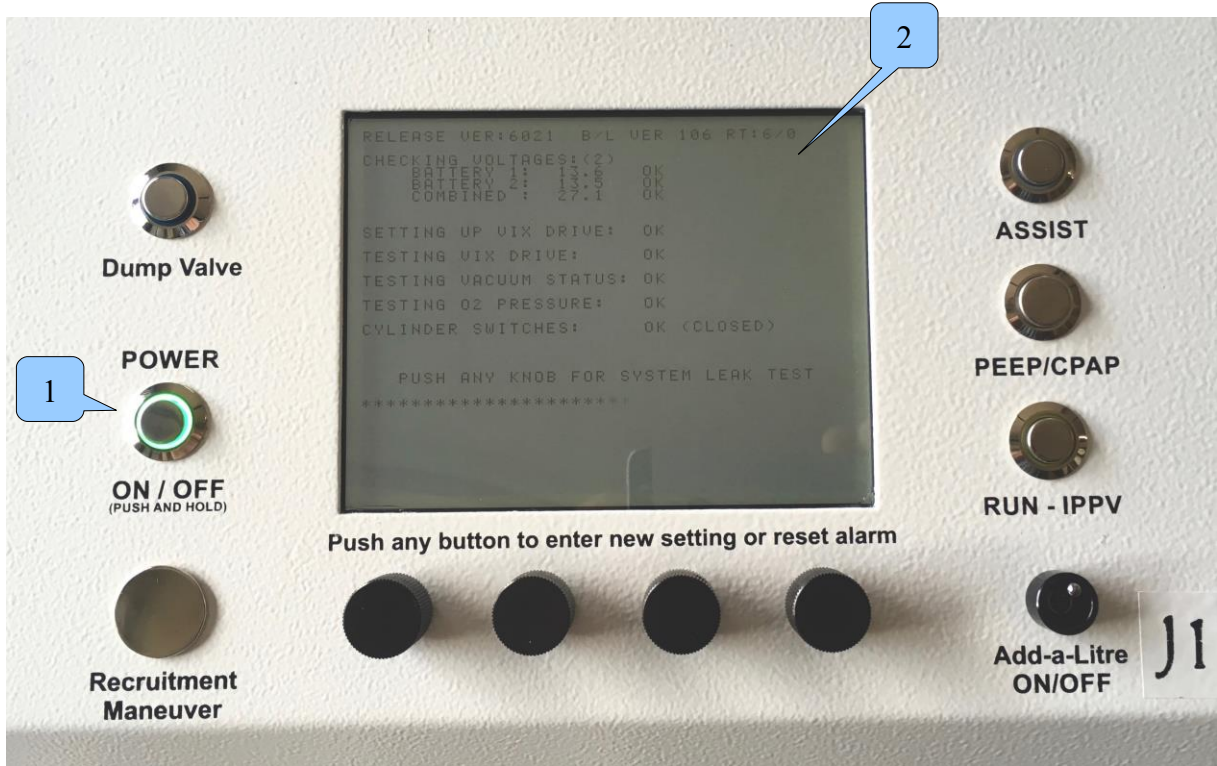 2
RELEASE VER:6021 B/L VER 106 RT:6/0
CHECKING VOLTAGES:(2)
BATTERY 1: 13.6 OK
BATTERY 2: 13.5 OK
COMBINED : 27.1 OK
SETTING UP VIX DRIVE: OK
TESTING VIX DRIVE: OK
TESTING VACUUM STATUS: OK
TESTING O2 PRESSURE: OK
CYLINDER SWITCHES: OK (CLOSED)
PUSH ANY KNOB FOR SYSTEM LEAK TEST
**********************
Dump Valve
POWER
1
ON / OFF
(PUSH AND HOLD)
Recruitment
Maneuver
Push any button to enter new setting or reset alarm
ASSIST
PEEP/CPAP
RUN - IPPV
Add-a-Litre
ON/OFF
J1